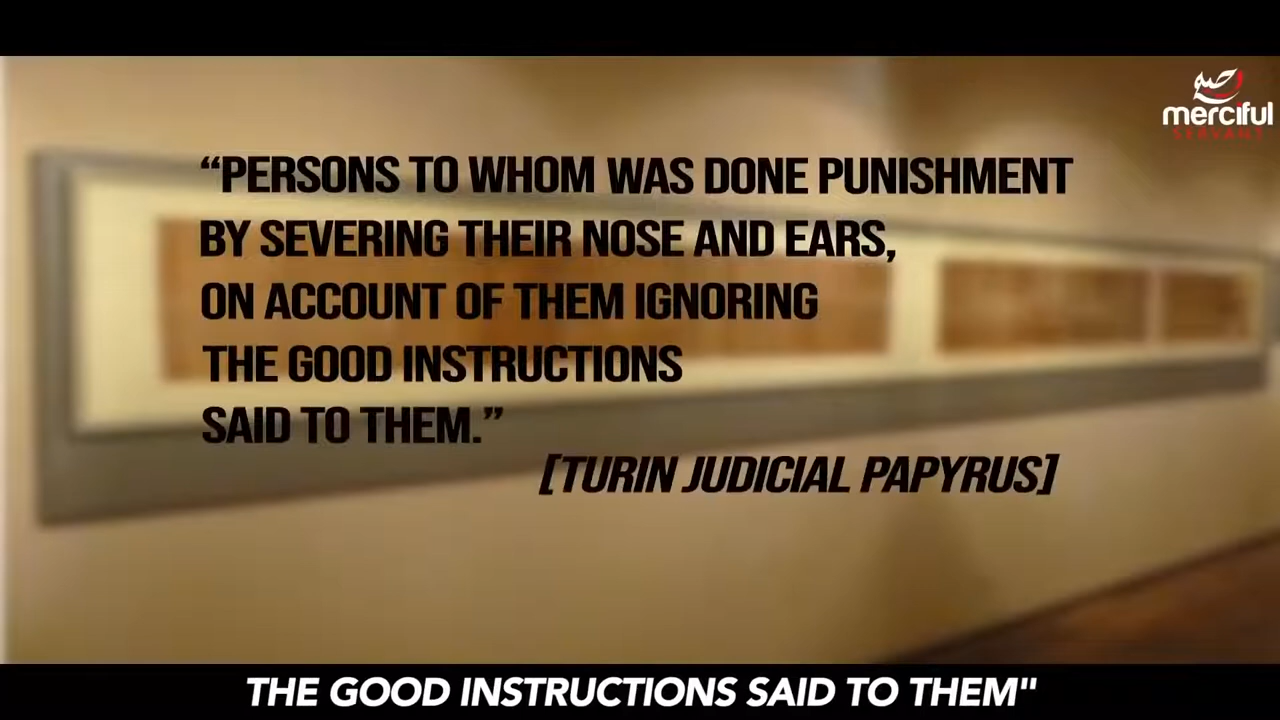 merciful
SERVANT
“PERSONS TO WHOM WAS DONE PUNISHMENT
BY SEVERING THEIR NOSE AND EARS,
ON ACCOUNT OF THEM IGNORING
THE GOOD INSTRUCTIONS
SAID TO THEM.”
[TURIN JUDICIAL PAPYRUS]
THE GOOD INSTRUCTIONS SAID TO THEM"